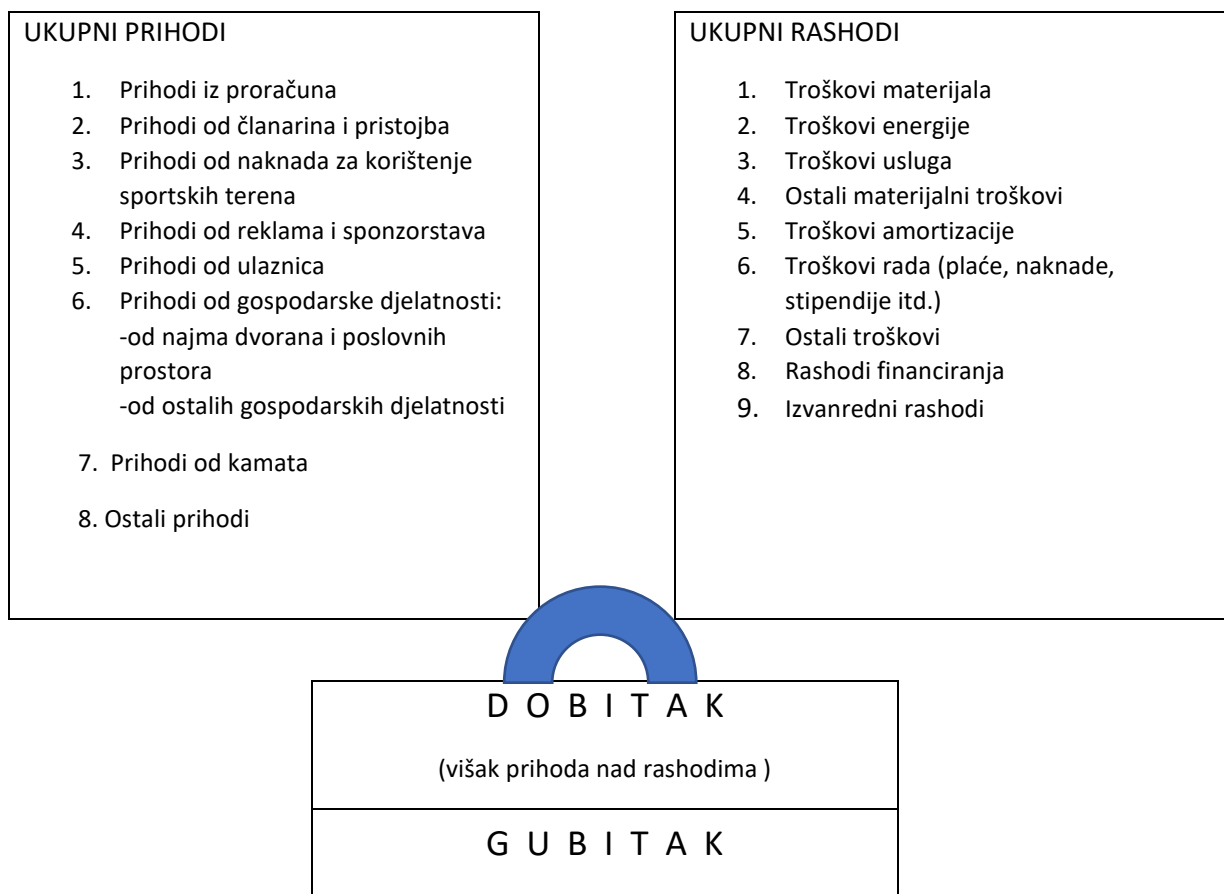 UKUPNI PRIHODI
1. Prihodi iz proračuna
2. Prihodi od članarina i pristojba
3. Prihodi od naknada za korištenje
sportskih terena
4. Prihodi od reklama i sponzorstava
5. Prihodi od ulaznica
6. Prihodi od gospodarske djelatnosti:
-od najma dvorana i poslovnih
prostora
-od ostalih gospodarskih djelatnosti
7. Prihodi od kamata
8. Ostali prihodi
UKUPNI RASHODI
1. Troškovi materijala
2. Troškovi energije
3. Troškovi usluga
4. Ostali materijalni troškovi
5. Troškovi amortizacije
6. Troškovi rada (plaće, naknade,
stipendije itd.)
7. Ostali troškovi
8. Rashodi financiranja
9. Izvanredni rashodi
D O B I T A K
(višak prihoda nad rashodima )
G U B I T A K